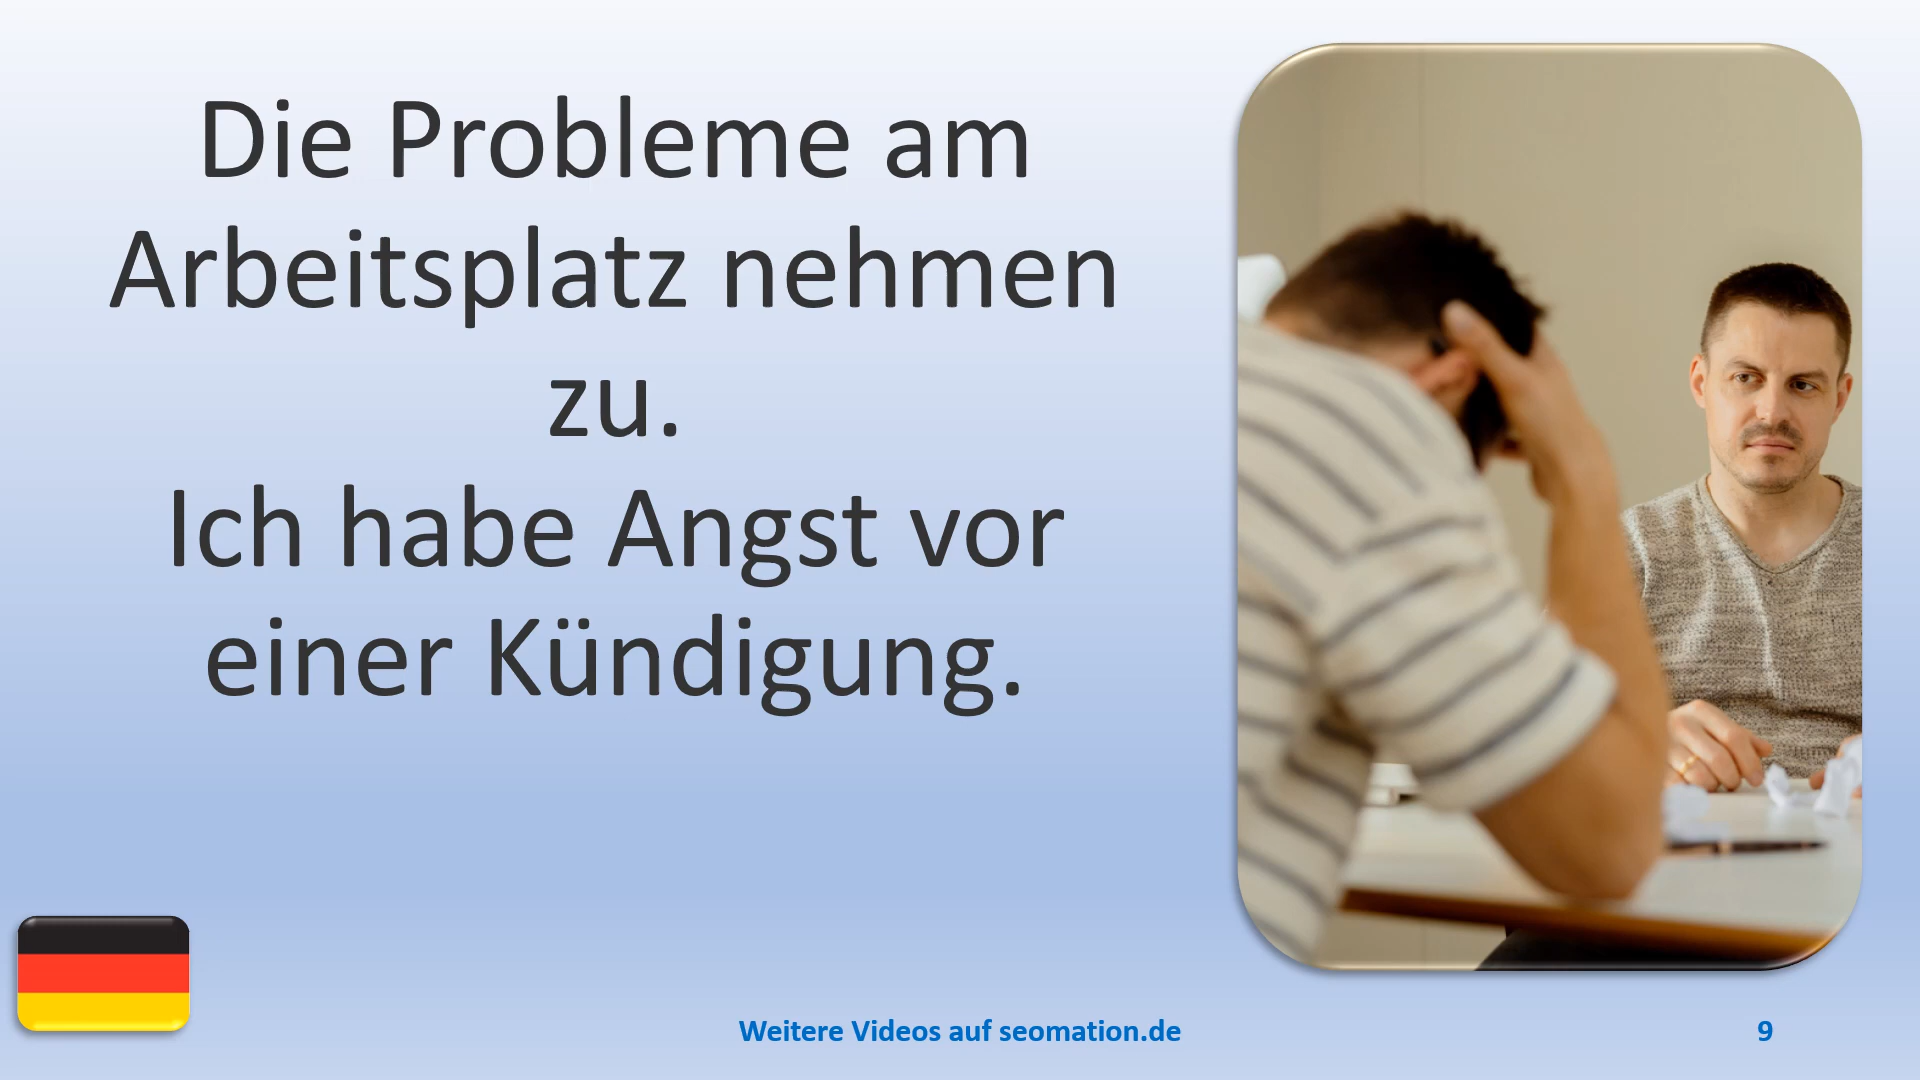 Die Probleme am
Arbeitsplatz nehmen
zu.
Ich habe Angst vor
einer Kündigung.
Weitere Videos auf seomation.de
9